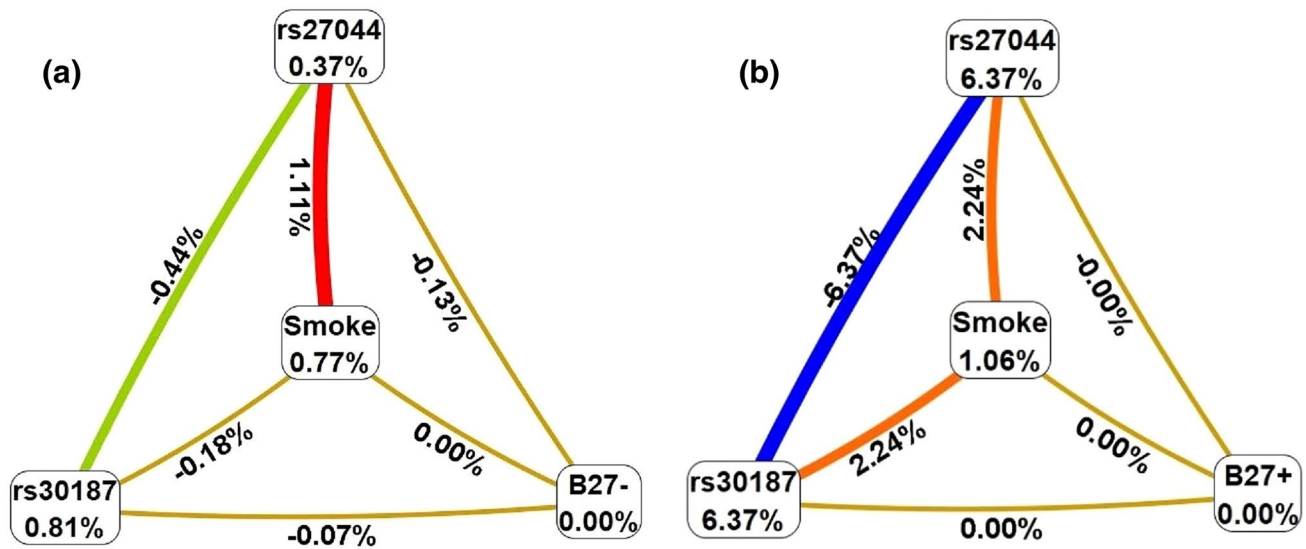 (a)
rs27044
0.37%
-0.44%
1.11%
-0.13%
Smoke
0.77%
-0.18%
0.00%
rs30187
0.81%
-0.07%
B27-
0.00%
(b)
rs27044
6.37%
-6.37%
2.24%
-0.00%
Smoke
1.06%
2.24%
0.00%
rs30187
6.37%
0.00%
B27+
0.00%